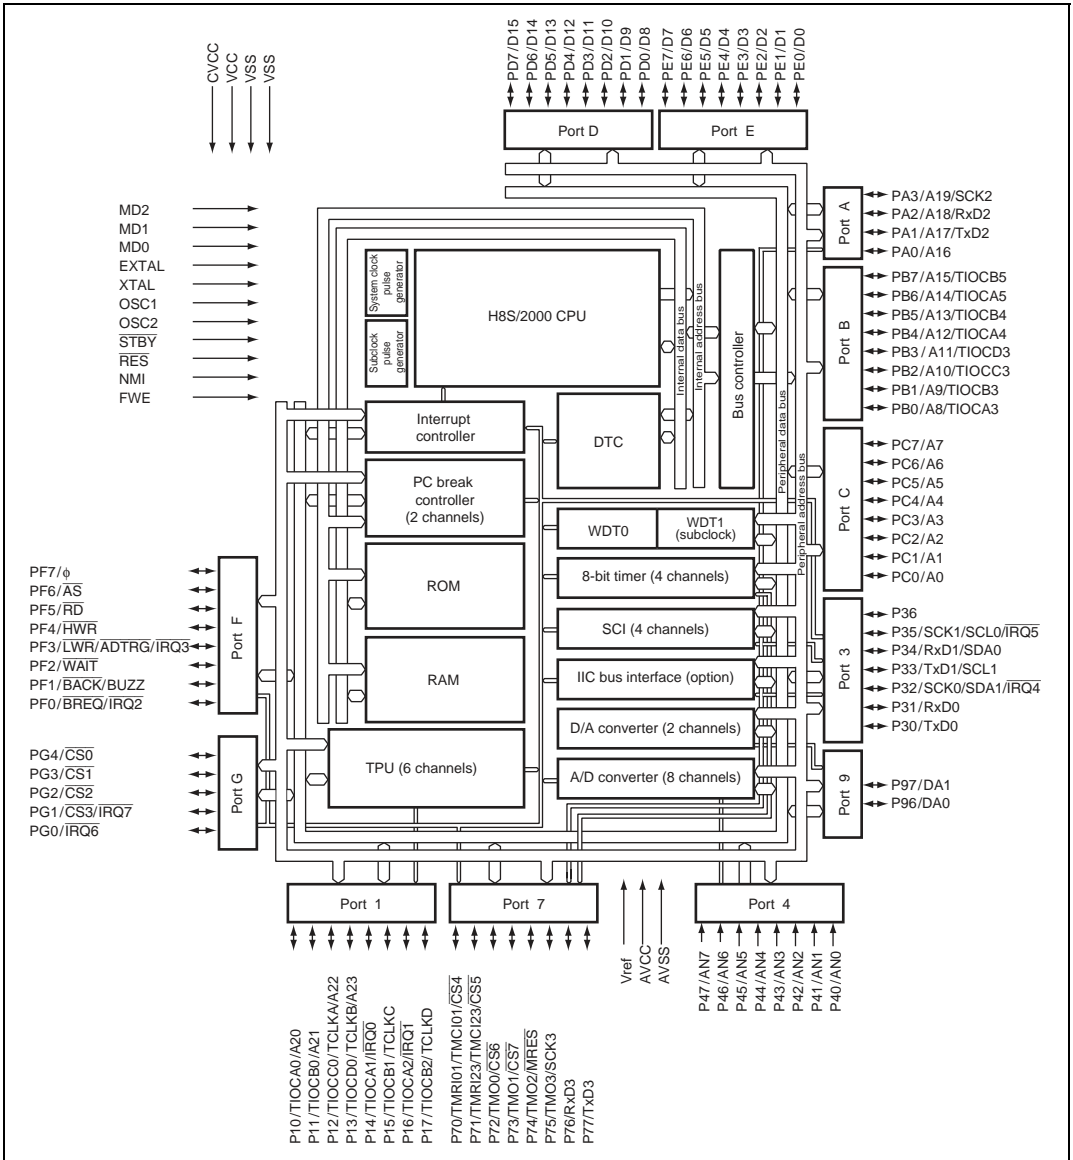 CVCC
VCC
VSS
VSS
PD7/D15
PD6/D14
PD5/D13
PD4/D12
PD3/D11
PD2/D10
PD1/D9
PD0/D8
PE7/D7
PE6/D6
PE5/D5
PE4/D4
PE3/D3
PE2/D2
PE1/D1
PE0/D0
Port D
Port E
MD2
MD1
MD0
EXTAL
XTAL
OSC1
OSC2
STBY
RES
NMI
FWE
System clock
pulse
generator
Subclock
pulse
generator
H8S/2000 CPU
Internal data bus
Internal address bus
Bus controller
Peripheral data bus
Peripheral address bus
Interrupt
controller
DTC
PC break
controller
(2 channels)
WDT0
WDT1
(subclock)
ROM
8-bit timer (4 channels)
SCI (4 channels)
RAM
IIC bus interface (option)
D/A converter (2 channels)
TPU (6 channels)
A/D converter (8 channels)
Port A
PA3/A19/SCK2
PA2/A18/RxD2
PA1/A17/TxD2
PA0/A16
Port B
PB7/A15/TIOCB5
PB6/A14/TIOCA5
PB5/A13/TIOCB4
PB4/A12/TIOCA4
PB3/A11/TIOCD3
PB2/A10/TIOCC3
PB1/A9/TIOCB3
PB0/A8/TIOCA3
Port C
PC7/A7
PC6/A6
PC5/A5
PC4/A4
PC3/A3
PC2/A2
PC1/A1
PC0/A0
Port 3
P36
P35/SCK1/SCL0/IRQ5
P34/RxD1/SDA0
P33/TxD1/SCL1
P32/SCK0/SDA1/IRQ4
P31/RxD0
P30/TxD0
Port 9
P97/DA1
P96/DA0
PF7/ϕ
PF6/AS
PF5/RD
PF4/HWR
PF3/LWR/ADTRG/IRQ3
PF2/WAIT
PF1/BACK/BUZZ
PF0/BREQ/IRQ2
Port F
PG4/CS0
PG3/CS1
PG2/CS2
PG1/CS3/IRQ7
PG0/IRQ6
Port G
Port 1
Port 7
Port 4
P10/TIOCA0/A20
P11/TIOCB0/A21
P12/TIOCC0/TCLKA/A22
P13/TIOCD0/TCLKB/A23
P14/TIOCA1/IRQ0
P15/TIOCB1/TCLKC
P16/TIOCA2/IRQ1
P17/TIOCB2/TCLKD
P70/TMRI01/TMCI01/CS4
P71/TMRI23/TMCI23/CS5
P72/TMO0/CS6
P73/TMO1/CS7
P74/TMO2/MRES
P75/TMO3/SCK3
P76/RxD3
P77/TxD3
Vref
AVCC
AVSS
P47/AN7
P46/AN6
P45/AN5
P44/AN4
P43/AN3
P42/AN2
P41/AN1
P40/AN0